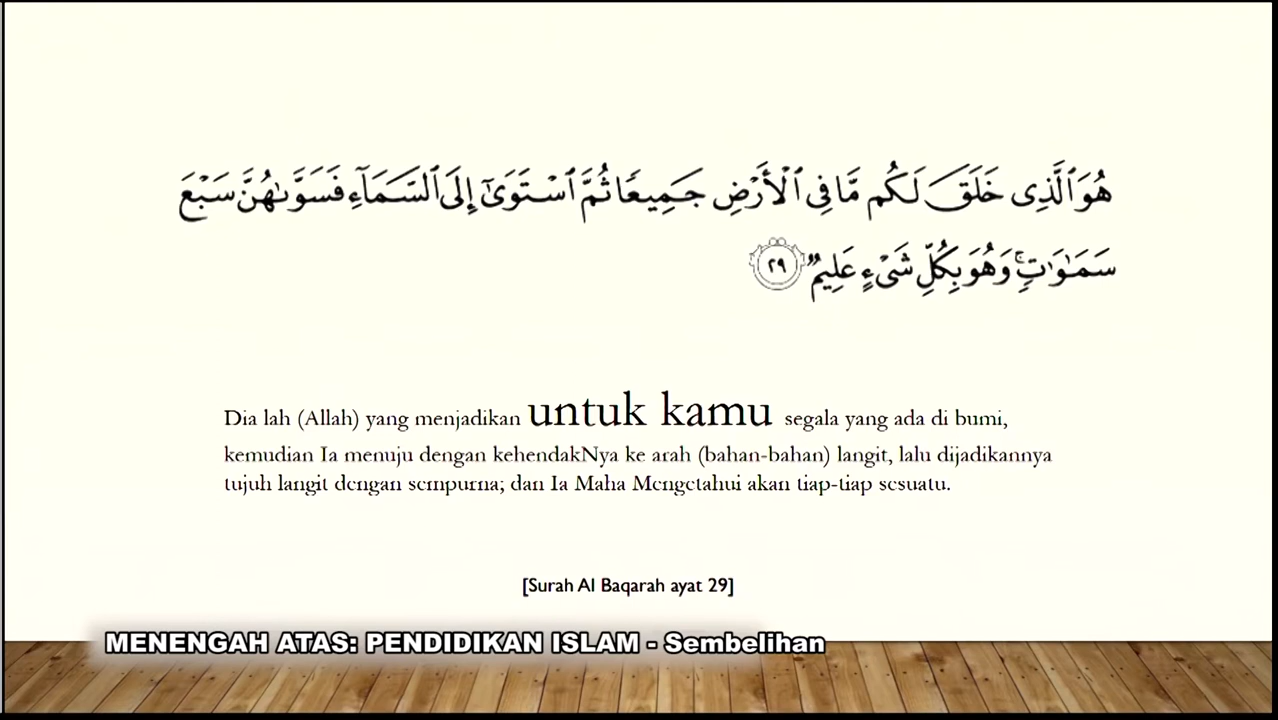 هُوَ ٱلَّذِى خَلَقَ لَكُم مَّا فِى ٱلْأَرْضِ جَمِيعًا ثُمَّ ٱسْتَوَىٰٓ إِلَى ٱلسَّمَآءِ فَسَوَّىٰهُنَّ سَبْعَ
سَمَٰوَٰتٍۢ ۚ وَهُوَ بِكُلِّ شَىْءٍ عَلِيمٌۭ ٢٩
Dia lah (Allah) yang menjadikan untuk kamu segala yang ada di bumi,
kemudian Ia menuju dengan kehendakNya ke arah (bahan-bahan) langit, lalu dijadikannya
tujuh langit dengan sempurna; dan Ia Maha Mengetahui akan tiap-tiap sesuatu.
[Surah Al Baqarah ayat 29]
MENENGAH ATAS: PENDIDIKAN ISLAM - Sembelihan